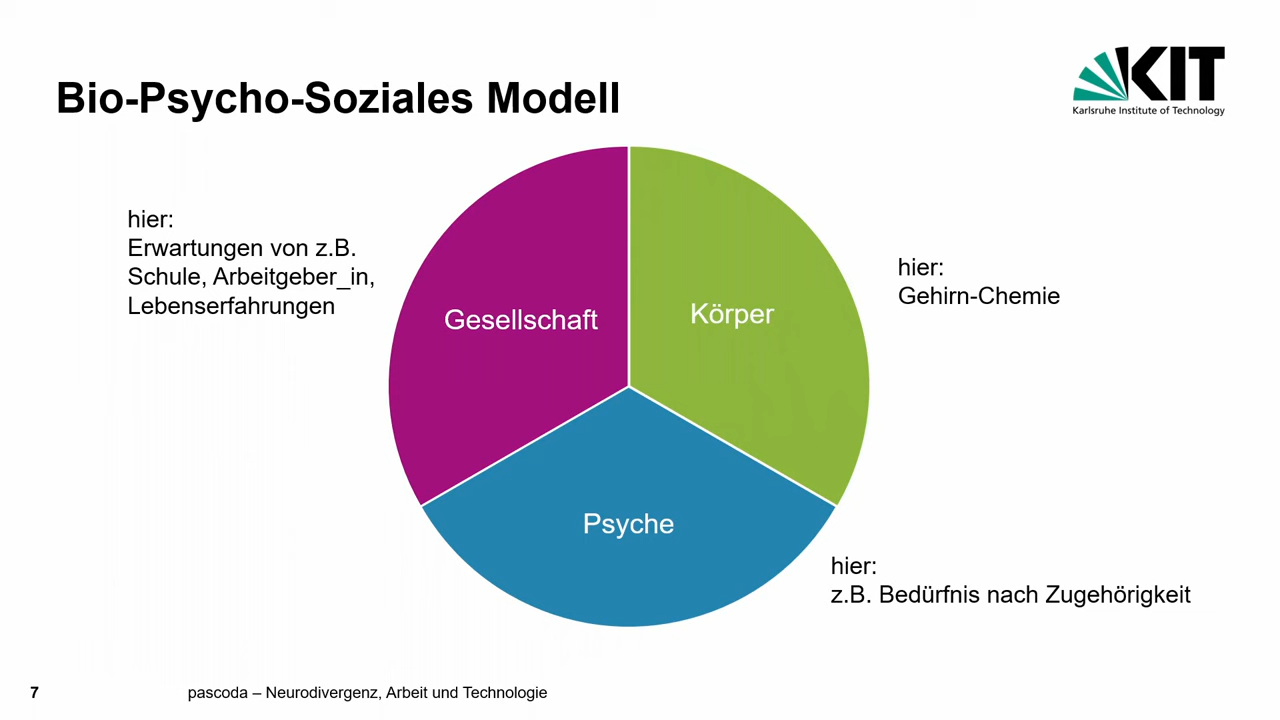 Bio-Psycho-Soziales Modell
KIT
Karlsruhe Institute of Technology
hier:
Erwartungen von z.B.
Schule, Arbeitgeber_in,
Lebenserfahrungen
Gesellschaft
Körper
hier:
Gehirn-Chemie
Psyche
hier:
z.B. Bedürfnis nach Zugehörigkeit
7
pascoda – Neurodivergenz, Arbeit und Technologie